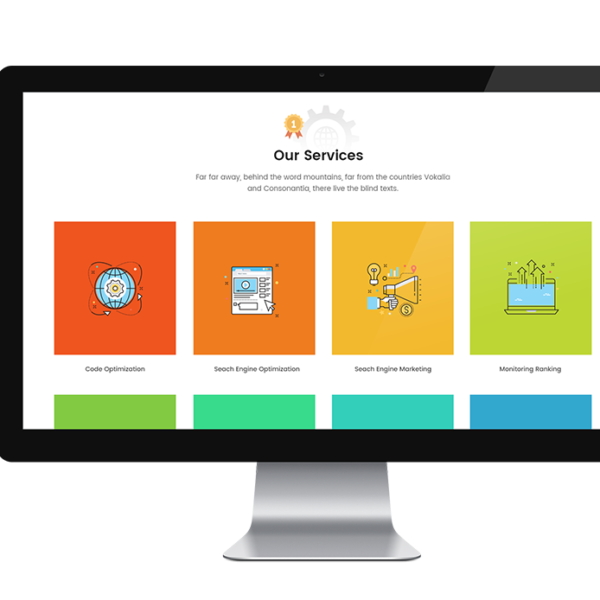 1
Our Services
Far far away, behind the word mountains, far from the countries Vokalia
and Consonantia, there live the blind texts.
Code Optimization
Seach Engine Optimization
Seach Engine Marketing
Monitoring Ranking